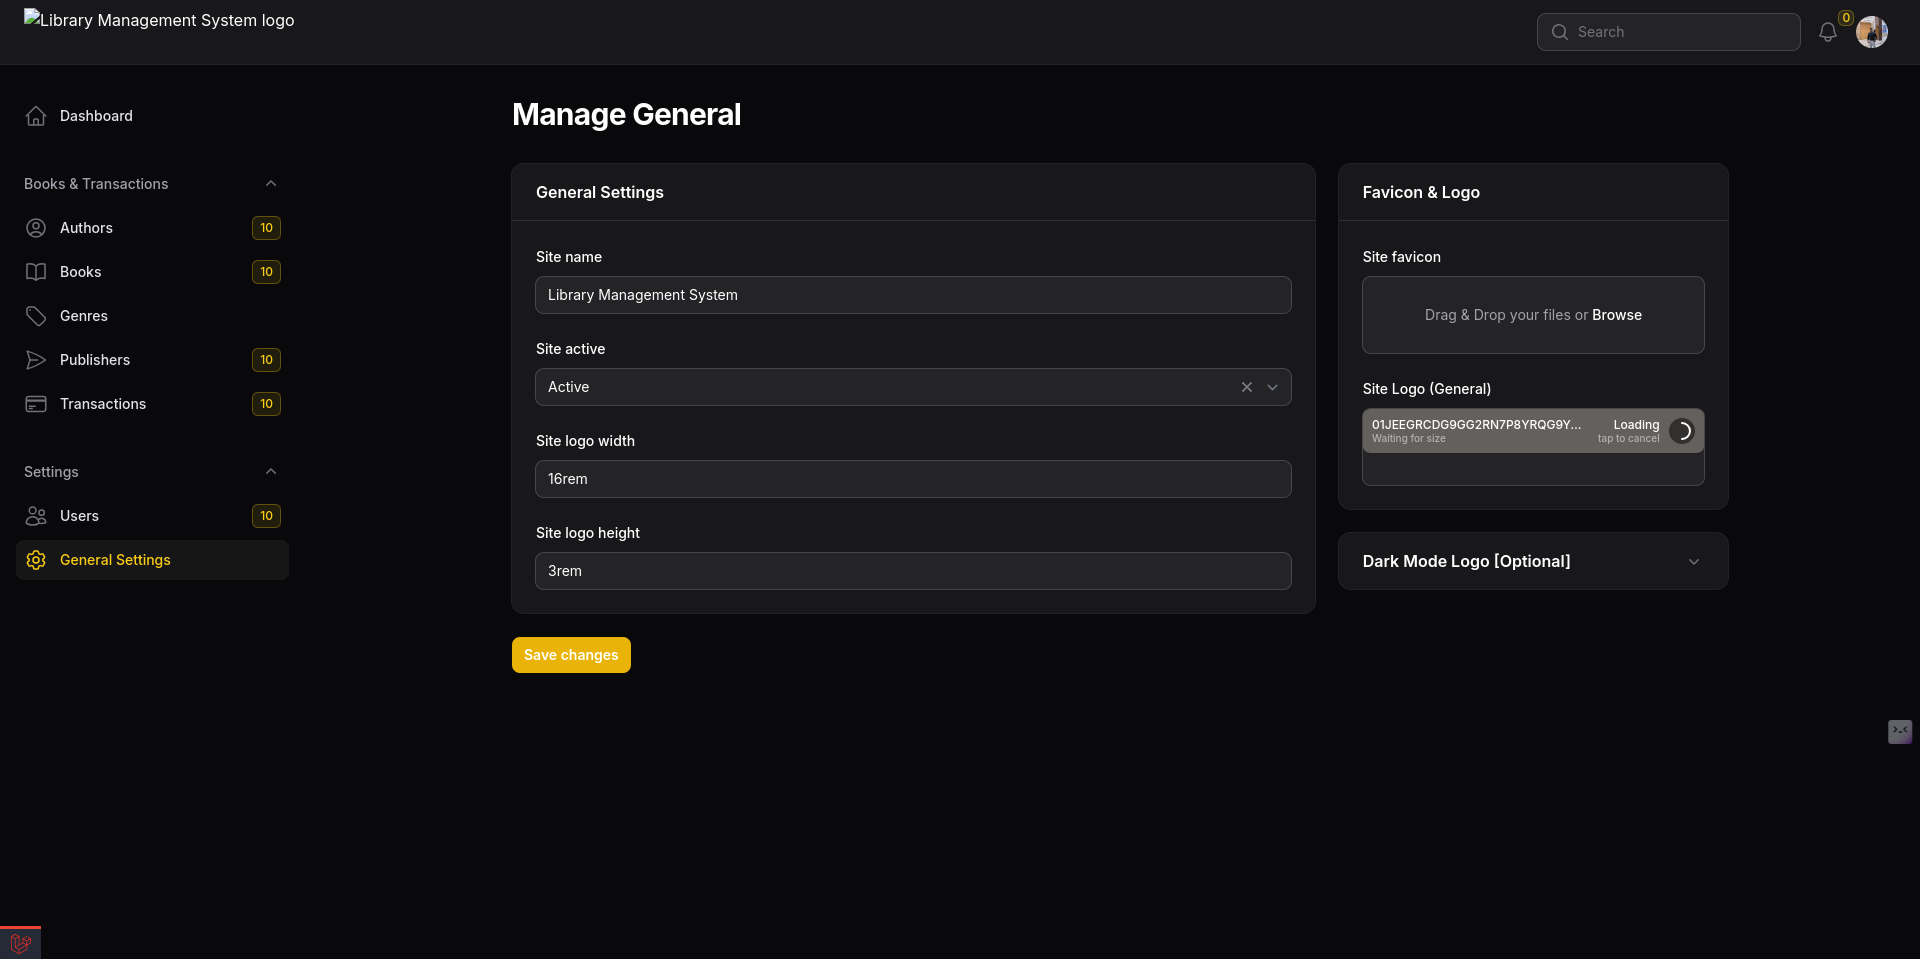 Library Management System logo
Search
0
Dashboard
Books & Transactions
Authors 10
Books 10
Genres
Publishers 10
Transactions 10
Settings
Users 10
General Settings
Manage General
General Settings
Site name
Library Management System
Site active
Active
Site logo width
16rem
Site logo height
3rem
Save changes
Favicon & Logo
Site favicon
Drag & Drop your files or Browse
Site Logo (General)
01JEEGRCDG9GG2RN7P8YRQG9Y... Loading
Waiting for size tap to cancel
Dark Mode Logo [Optional]